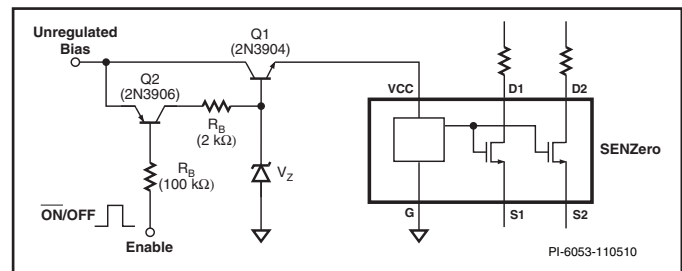 Unregulated
Bias
Q1
(2N3904)
Q2
(2N3906)
R_B
(2 kΩ)
R_B
(100 kΩ)
V_Z
ON/OFF
Enable
VCC
D1
D2
SENZero
G
S1
S2
PI-6053-110510